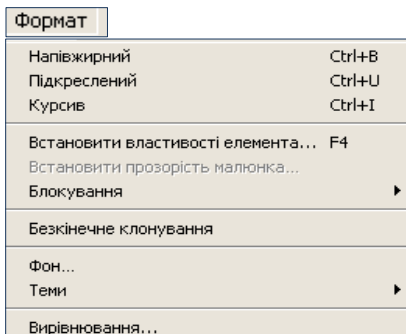 Формат
Напівжирний Ctrl+B
Підкреслений Ctrl+U
Курсив Ctrl+I
Встановити властивості елемента... F4
Встановити прозорість малюнка...
Блокування
Безкінечне клонування
Фон...
Теми
Вирівнювання...